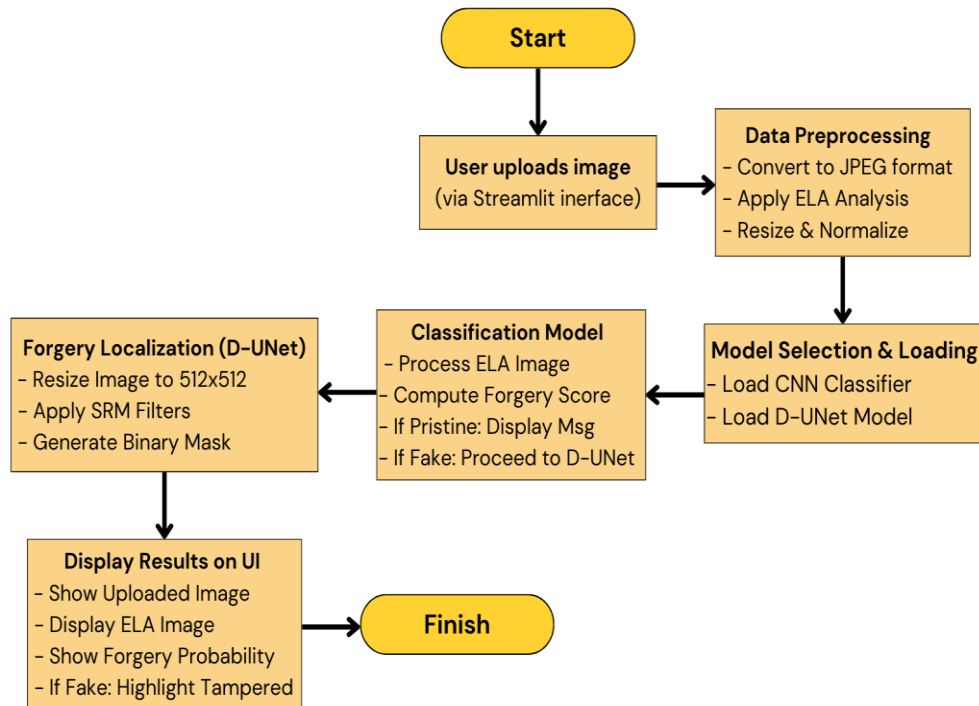 Start
User uploads image
(via Streamlit inerface)
Data Preprocessing
- Convert to JPEG format
- Apply ELA Analysis
- Resize & Normalize
Model Selection & Loading
- Load CNN Classifier
- Load D-UNet Model
Classification Model
- Process ELA Image
- Compute Forgery Score
- If Pristine: Display Msg
- If Fake: Proceed to D-UNet
Forgery Localization (D-UNet)
- Resize Image to 512x512
- Apply SRM Filters
- Generate Binary Mask
Display Results on UI
- Show Uploaded Image
- Display ELA Image
- Show Forgery Probability
- If Fake: Highlight Tampered
Finish